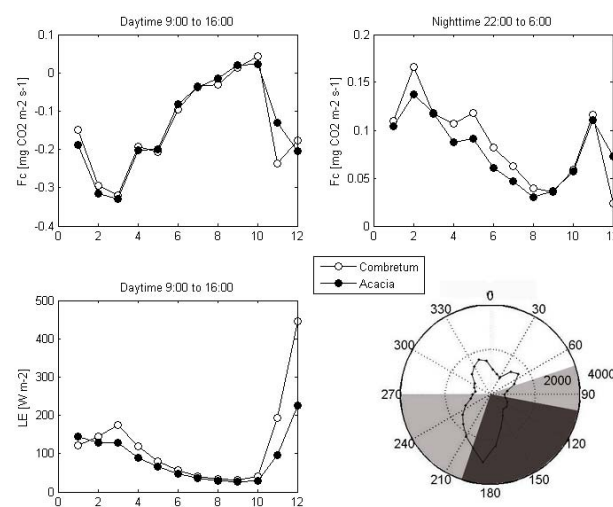 Daytime 9:00 to 16:00
Fc [mg CO2 m-2 s-1]
0.1
0
-0.1
-0.2
-0.3
-0.4
0 2 4 6 8 10 12
Nighttime 22:00 to 6:00
Fc [mg CO2 m-2 s-1]
0.2
0.15
0.1
0.05
0
0 2 4 6 8 10 12
Combretum
Acacia
Daytime 9:00 to 16:00
LE [W m-2]
500
400
300
200
100
0
0 2 4 6 8 10 12
0
330 30
300 60
2000 4000
270 90
240 120
210 150
180